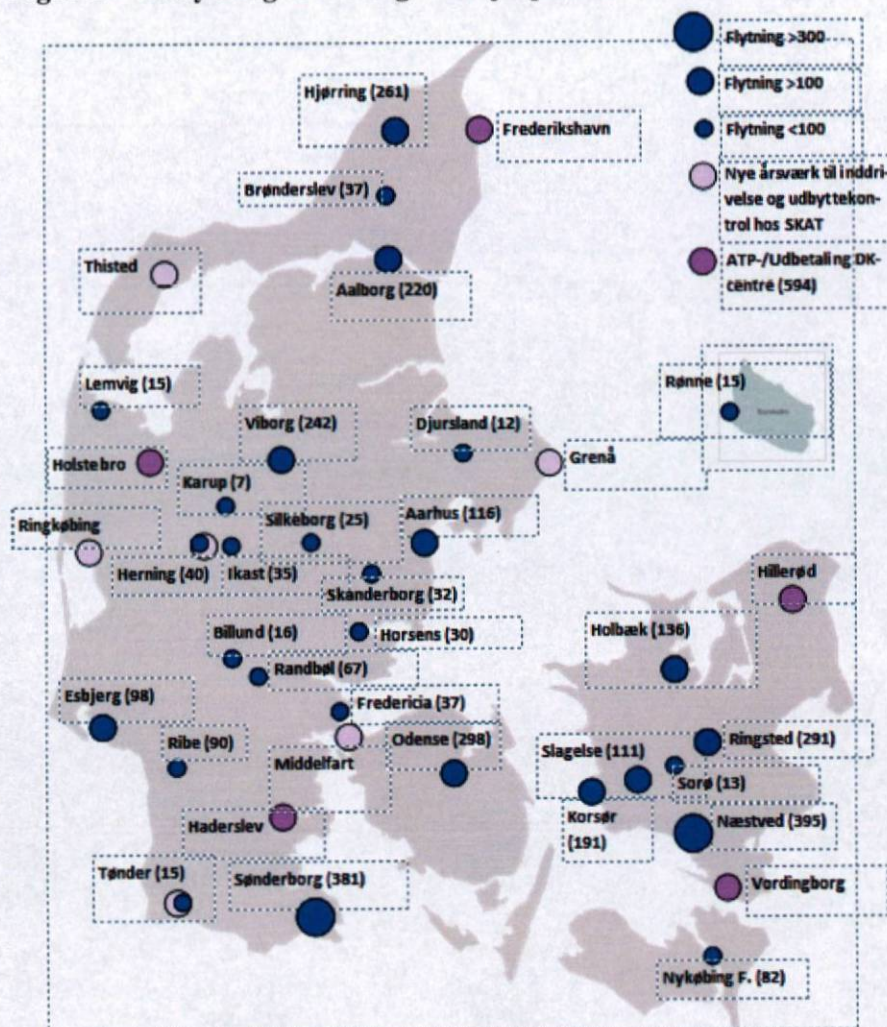 Flytning >300
Flytning >100
Flytning <100
Nye årsværk til inddri-
velse og udbyttekon-
trol hos SKAT
ATP-/Udbetaling DK-
centre (594)
Hjørring (261)
Frederikshavn
Brønderslev (37)
Thisted
Aalborg (220)
Lemvig (15)
Rønne (15)
Viborg (242)
Djursland (12)
Holstebro
Grenå
Karup (7)
Ringkøbing
Silkeborg (25)
Aarhus (116)
Herning (40)
Ikast (35)
Skanderborg (32)
Hillerød
Billund (16)
Horsens (30)
Holbæk (136)
Randbøl (67)
Esbjerg (98)
Fredericia (37)
Ribe (90)
Odense (298)
Slagelse (111)
Ringsted (291)
Middelfart
Sorø (13)
Haderslev
Korsør
(191)
Næstved (395)
Tønder (15)
Sønderborg (381)
Vordingborg
Nykøbing F. (82)